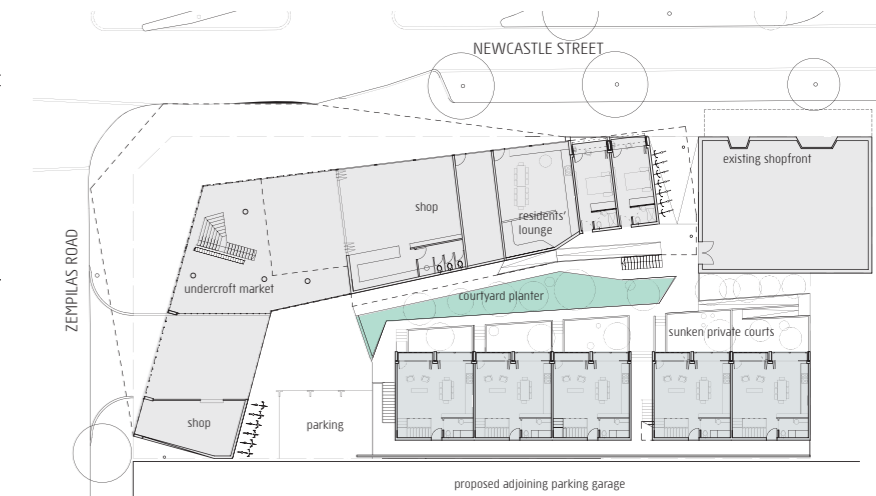 NEWCASTLE STREET
existing shopfront
shop
residents'
lounge
ZEMPILAS ROAD
undercroft market
courtyard planter
sunken private courts
shop
parking
proposed adjoining parking garage